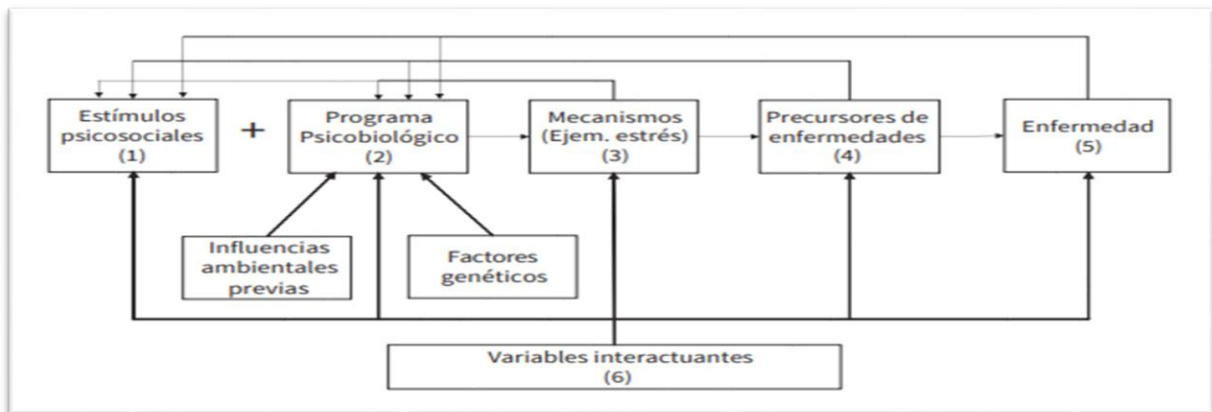 Estímulos
psicosociales
(1)
+
Programa
Psicobiológico
(2)
Mecanismos
(Ejem. estrés)
(3)
Precursores de
enfermedades
(4)
Enfermedad
(5)
Influencias
ambientales
previas
Factores
genéticos
Variables interactuantes
(6)